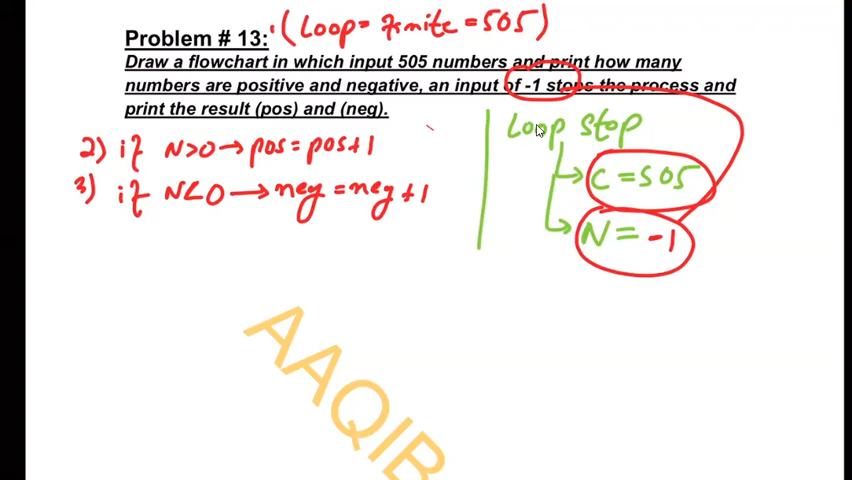 Problem # 13: (Loop = finite = 505)
Draw a flowchart in which input 505 numbers and print how many
numbers are positive and negative, an input of -1 stops the process and
print the result (pos) and (neg).
Loop stop
2) if N>0 → pos = pos+1
C = 505
3) if N<0 → neg = neg +1
N = -1
AAQIB